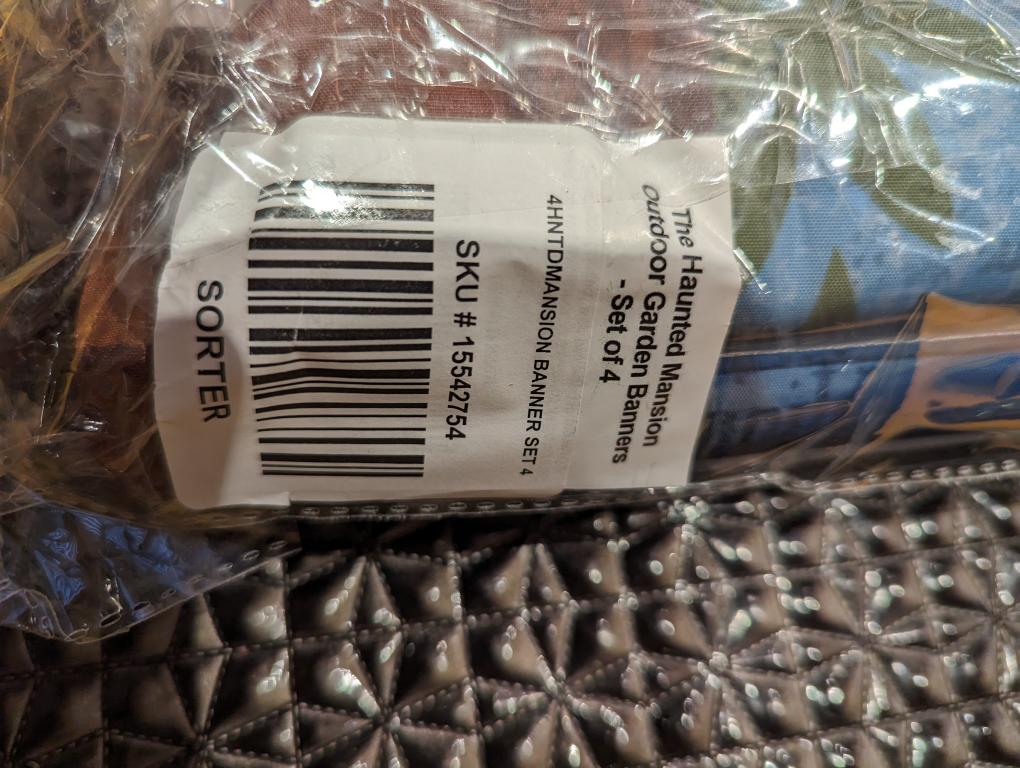 The Haunted Mansion
Outdoor Garden Banners
- Set of 4
4HNTDMANSION BANNER SET 4
SKU # 15542754
SORTER